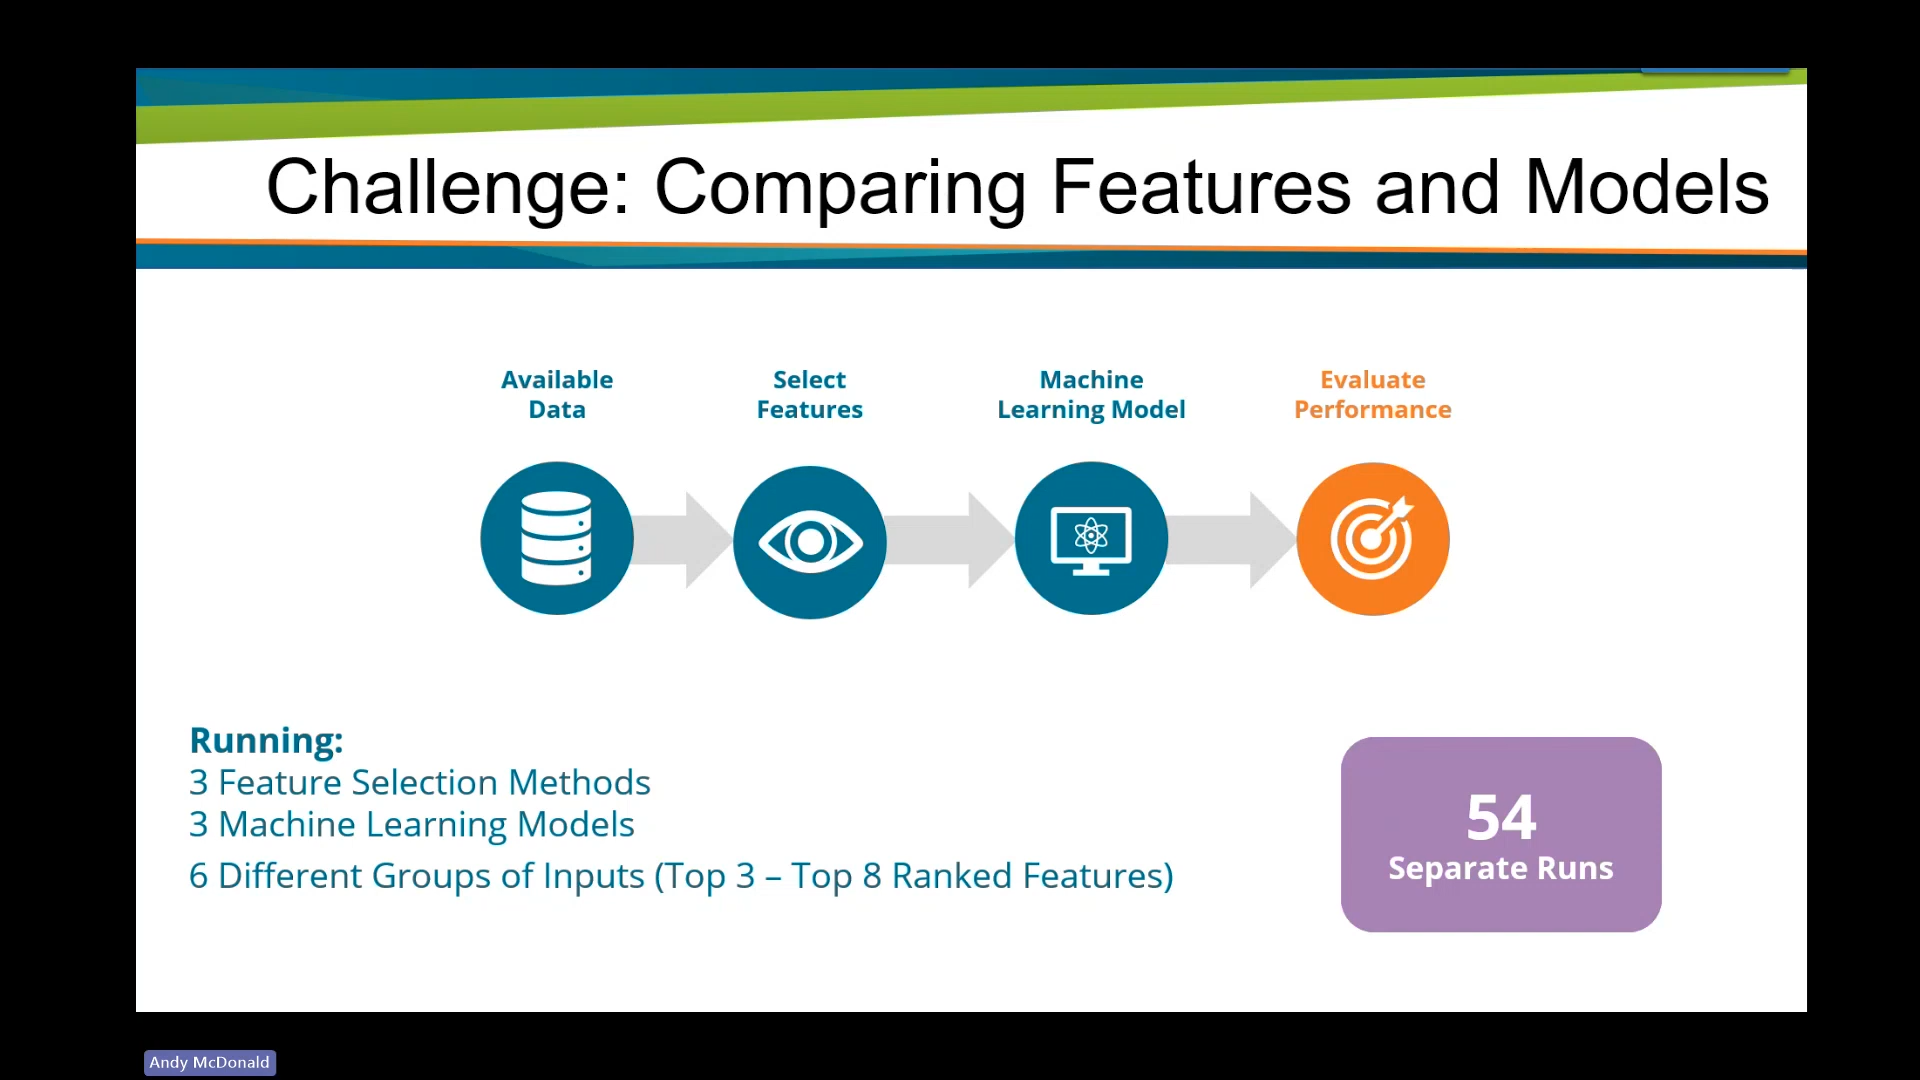 Challenge: Comparing Features and Models
Available
Data
Select
Features
Machine
Learning Model
Evaluate
Performance
Running:
3 Feature Selection Methods
3 Machine Learning Models
6 Different Groups of Inputs (Top 3 – Top 8 Ranked Features)
54
Separate Runs
Andy McDonald